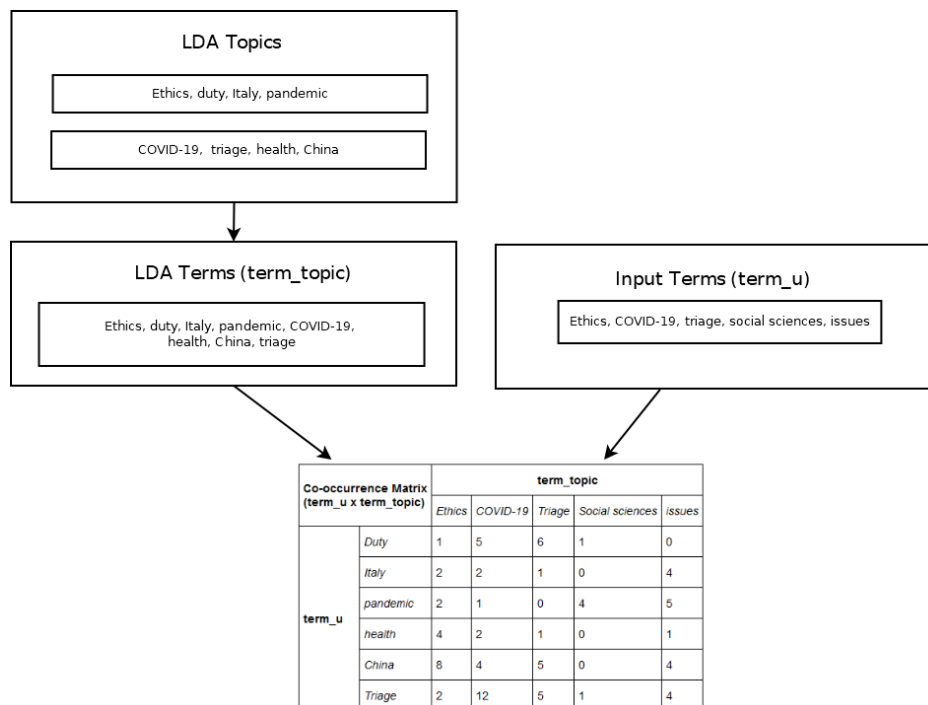 LDA Topics
Ethics, duty, Italy, pandemic
COVID-19, triage, health, China
LDA Terms (term_topic)
Ethics, duty, Italy, pandemic, COVID-19,
health, China, triage
Input Terms (term_u)
Ethics, COVID-19, triage, social sciences, issues
Co-occurrence Matrix
(term_u x term_topic)
term_topic
Ethics COVID-19 Triage Social sciences issues
term_u
Duty 1 5 6 1 0
Italy 2 2 1 0 4
pandemic 2 1 0 4 5
health 4 2 1 0 1
China 8 4 5 0 4
Triage 2 12 5 1 4